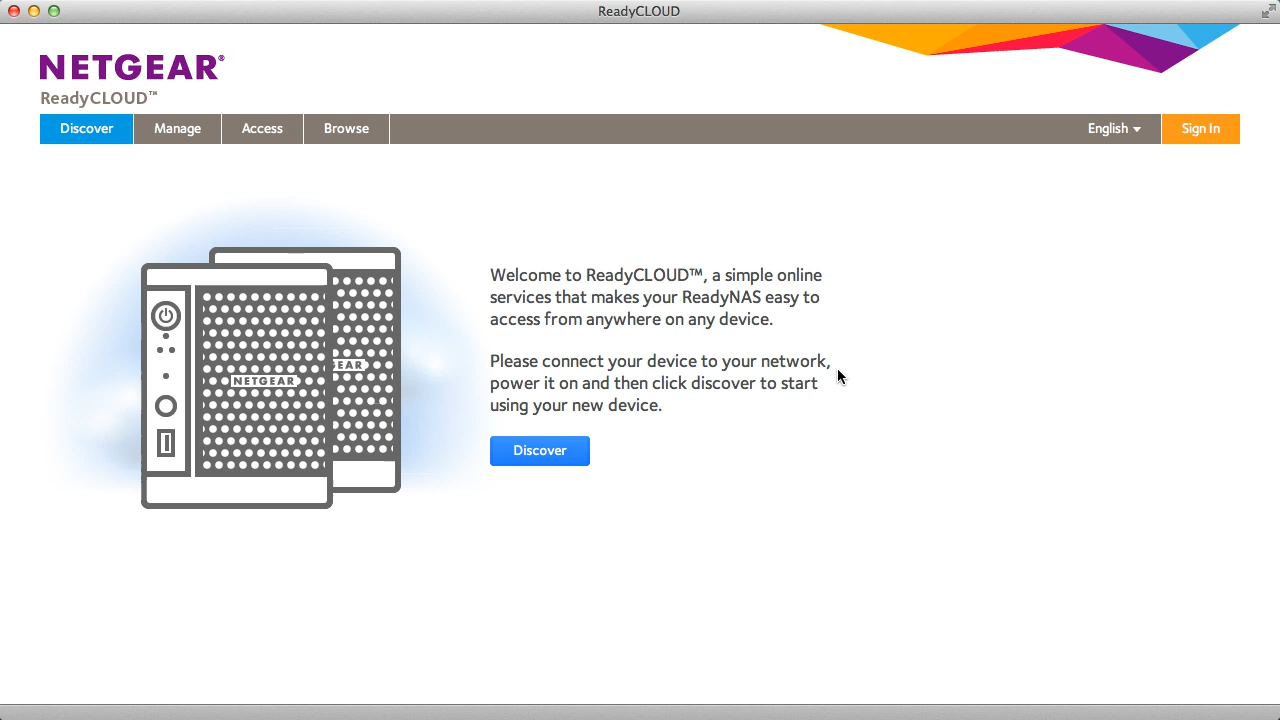 ReadyCLOUD
NETGEAR®
ReadyCLOUD™
Discover Manage Access Browse English Sign In
Welcome to ReadyCLOUD™, a simple online
services that makes your ReadyNAS easy to
access from anywhere on any device.
Please connect your device to your network,
power it on and then click discover to start
using your new device.
Discover
NETGEAR
EAR